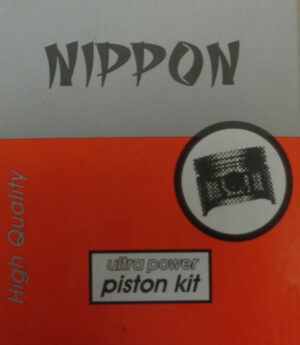 NIPPON
High Quality
ultra power
piston kit